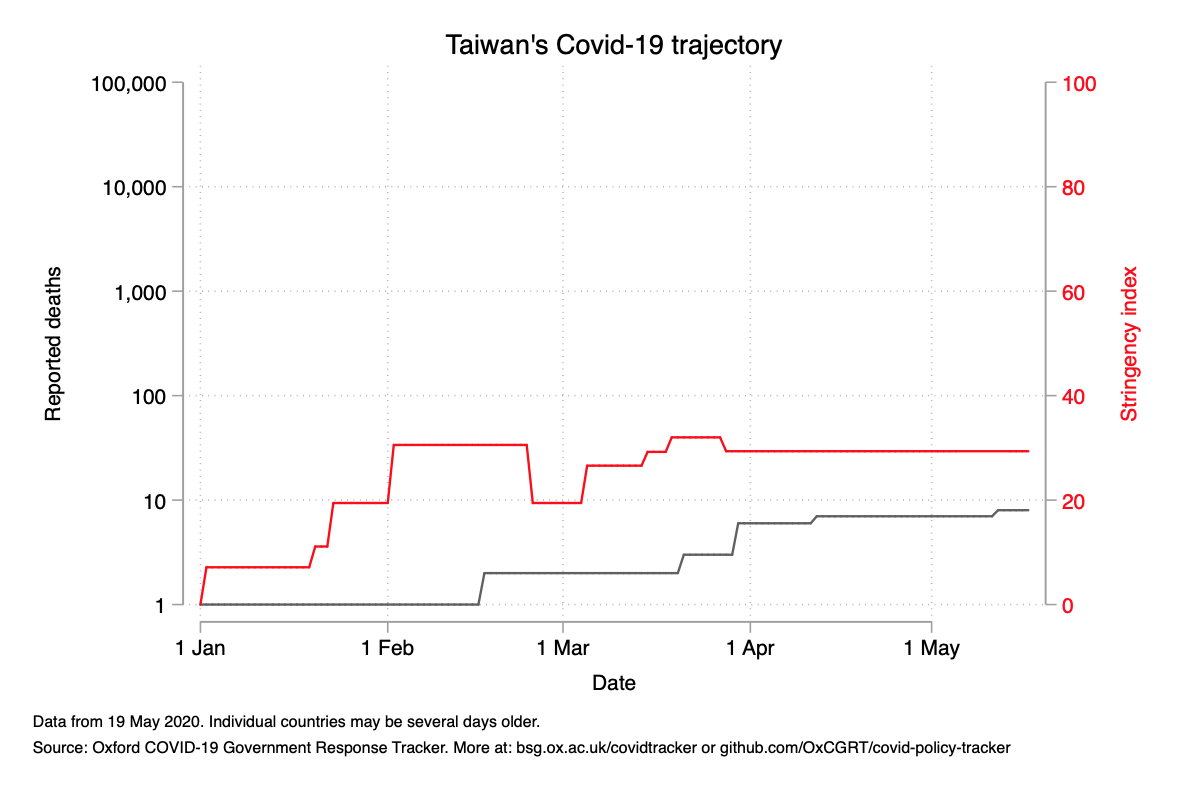 Taiwan's Covid-19 trajectory
100,000
10,000
1,000
100
10
1
Reported deaths
100
80
60
40
20
0
Stringency index
1 Jan
1 Feb
1 Mar
1 Apr
1 May
Date
Data from 19 May 2020. Individual countries may be several days older.
Source: Oxford COVID-19 Government Response Tracker. More at: bsg.ox.ac.uk/covidtracker or github.com/OxCGRT/covid-policy-tracker